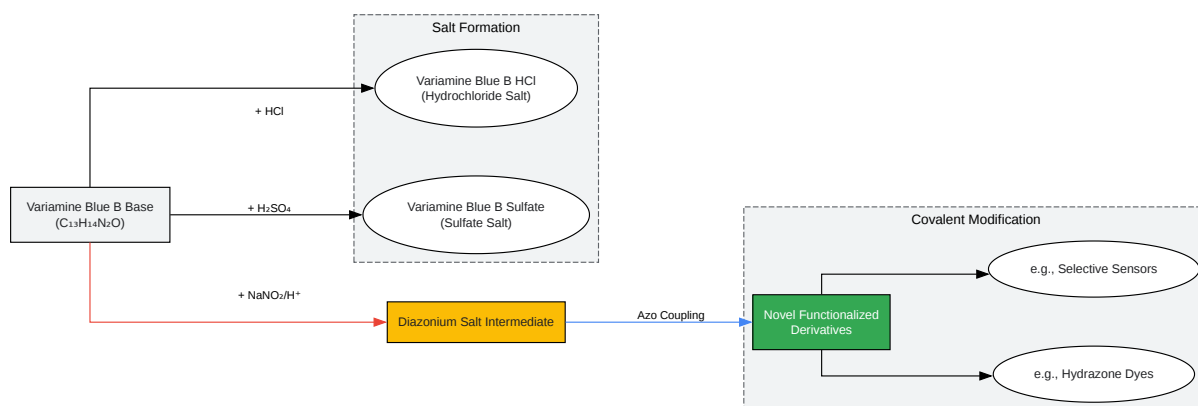 Salt Formation
Variamine Blue B HCl
(Hydrochloride Salt)
+ HCl
Variamine Blue B Base
(C₁₃H₁₄N₂O)
+ H₂SO₄
Variamine Blue B Sulfate
(Sulfate Salt)
Covalent Modification
e.g., Selective Sensors
+ NaNO₂/H⁺
Diazonium Salt Intermediate
Azo Coupling
Novel Functionalized
Derivatives
e.g., Hydrazone Dyes